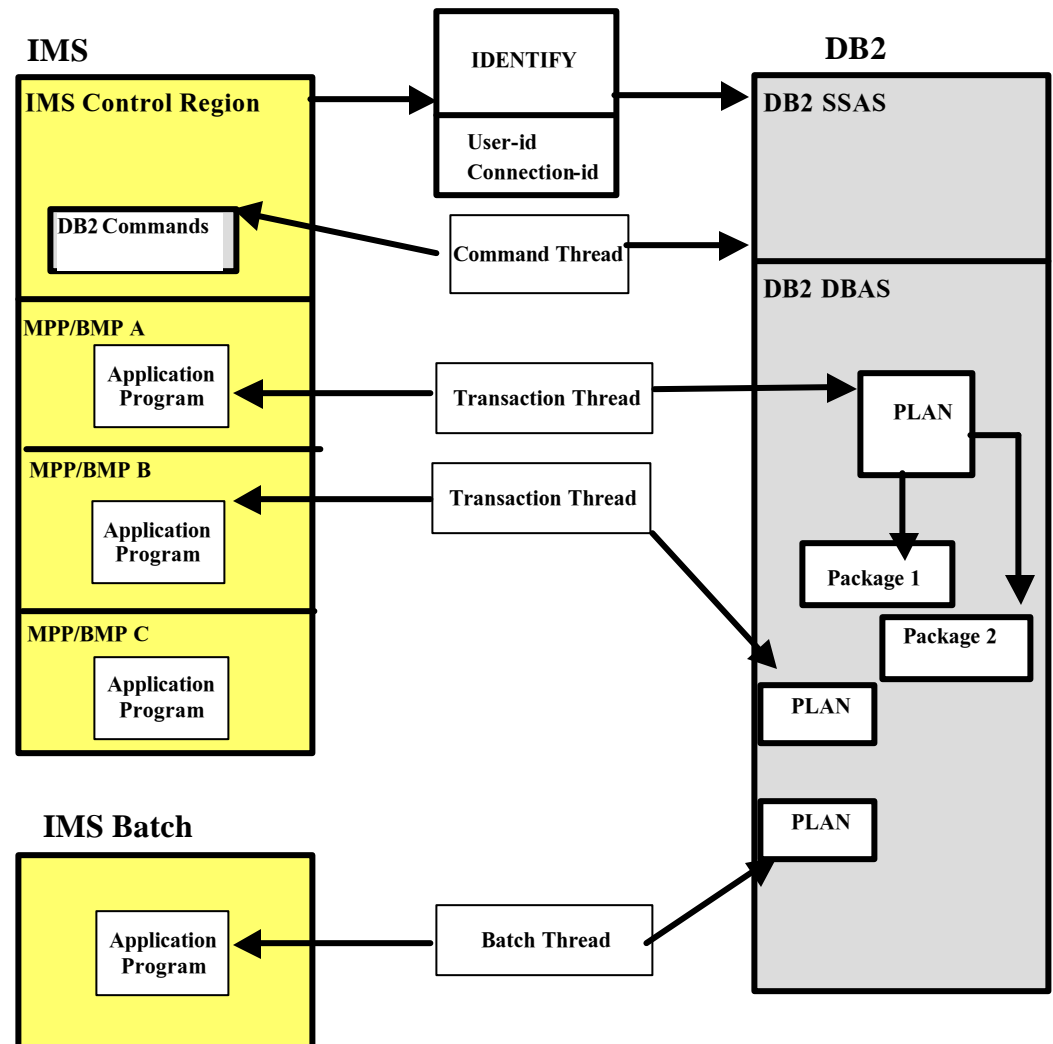 IMS
IDENTIFY
DB2
IMS Control Region
User-id
Connection-id
DB2 SSAS
DB2 Commands
Command Thread
DB2 DBAS
MPP/BMP A
Application
Program
Transaction Thread
PLAN
MPP/BMP B
Application
Program
Transaction Thread
Package 1
Package 2
MPP/BMP C
Application
Program
PLAN
IMS Batch
PLAN
Application
Program
Batch Thread